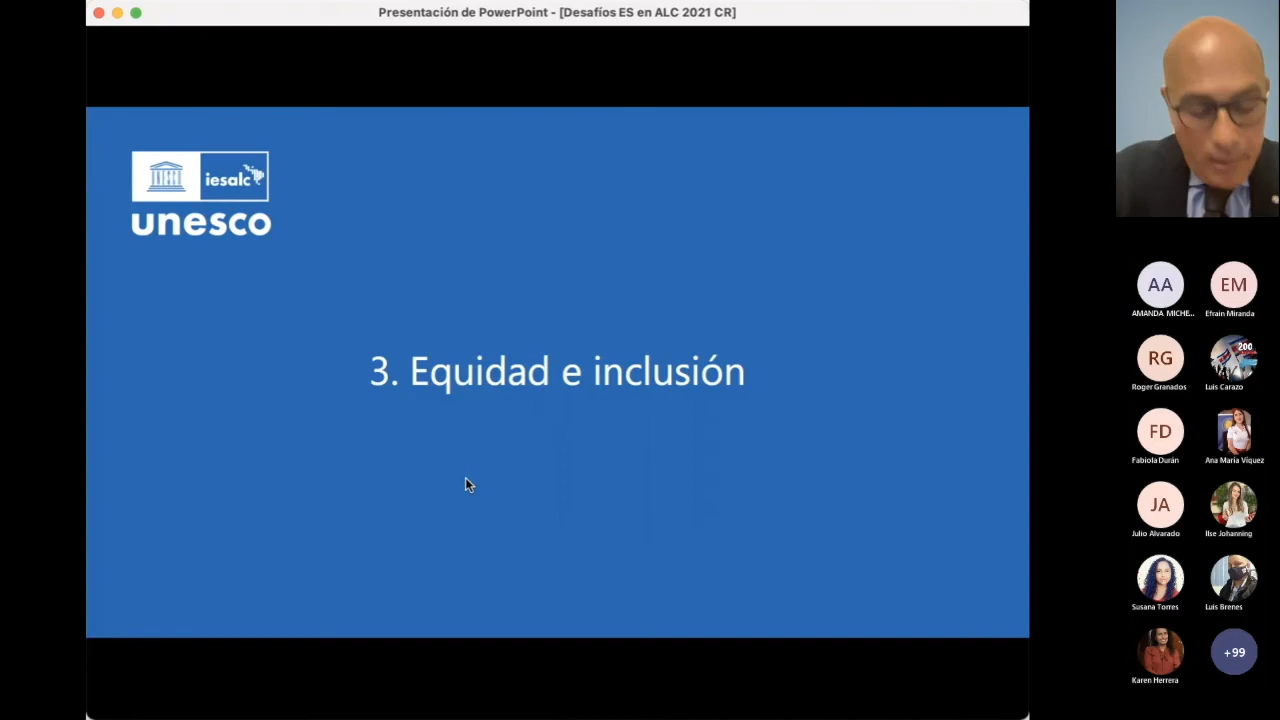 Presentación de PowerPoint - [Desafíos ES en ALC 2021 CR]
iesalc
unesco
3. Equidad e inclusión
AA
AMANDA MICHE...
EM
Efrain Miranda
RG
Roger Granados
200
Luis Carazo
FD
Fabiola Durán
Ana María Víquez
JA
Julio Alvarado
Ilse Johanning
Susana Torres
Luis Brenes
Karen Herrera
+99